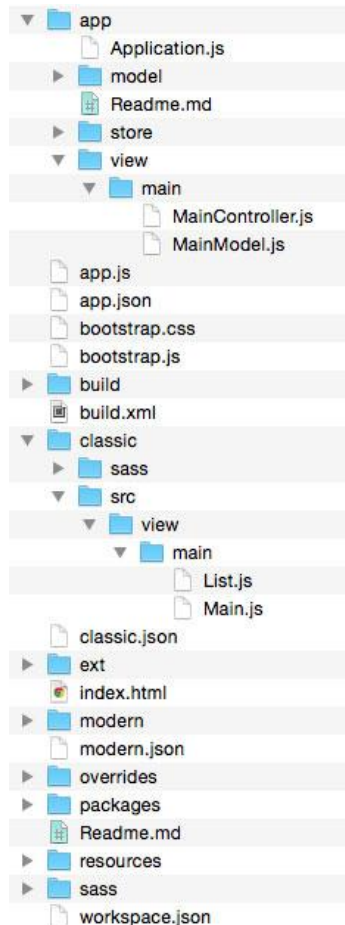 app
Application.js
model
Readme.md
store
view
main
MainController.js
MainModel.js
app.js
app.json
bootstrap.css
bootstrap.js
build
build.xml
classic
sass
src
view
main
List.js
Main.js
classic.json
ext
index.html
modern
modern.json
overrides
packages
Readme.md
resources
sass
workspace.json